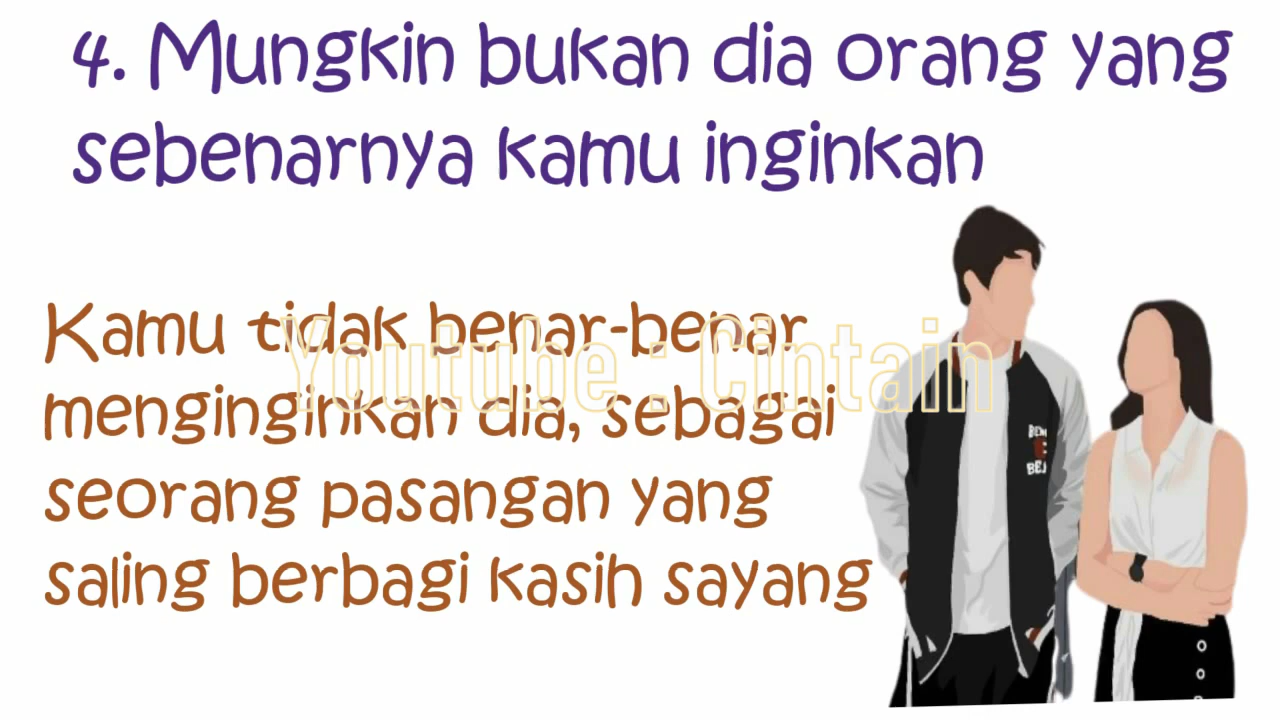 4. Mungkin bukan dia orang yang
sebenarnya kamu inginkan
Kamu tidak benar-benar
menginginkan dia, sebagai
seorang pasangan yang
saling berbagi kasih sayang
Youtube : Cintain